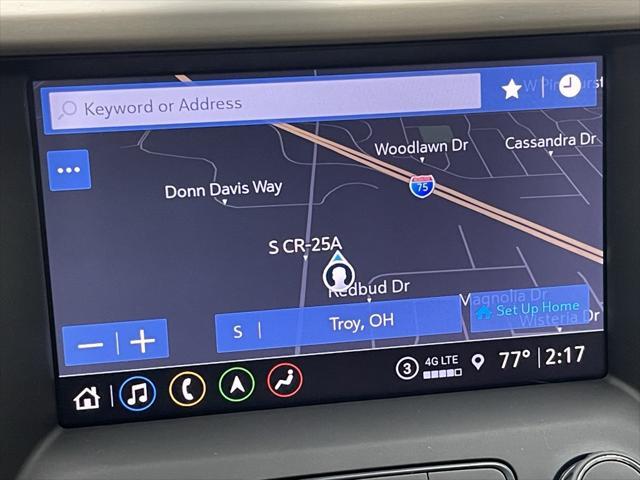 W Pinehurst
Keyword or Address
Woodlawn Dr
Cassandra Dr
75
Donn Davis Way
S CR-25A
Redbud Dr
Magnolia Dr
Set Up Home
S | Troy, OH
Wisteria Dr
3 4G LTE 77° 2:17